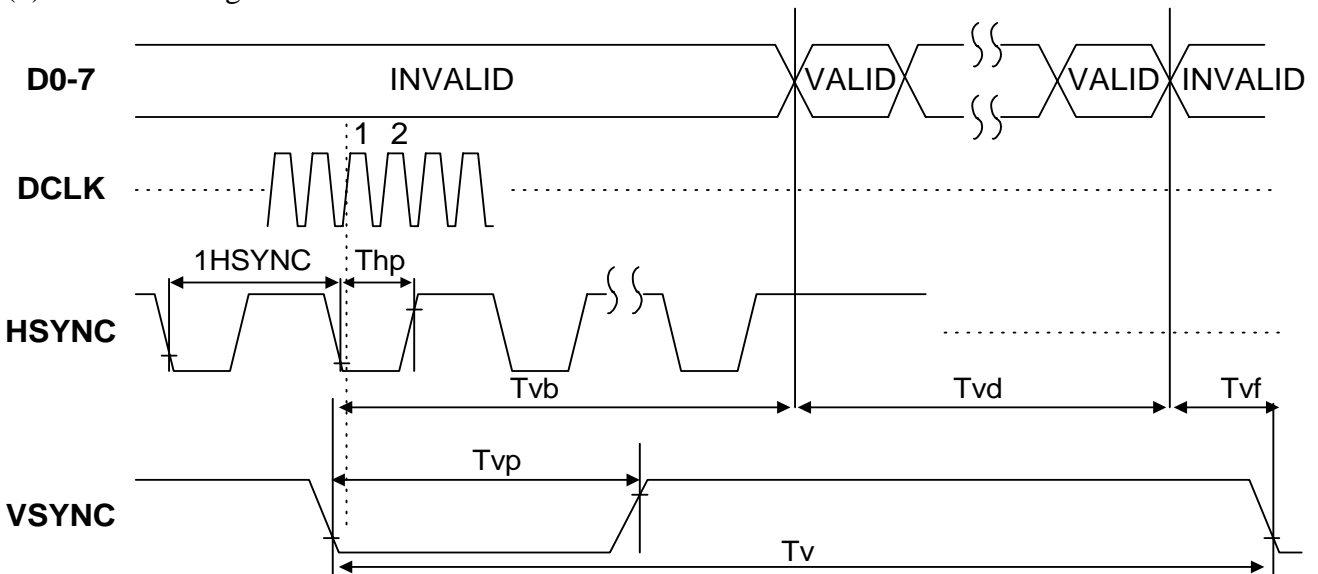 D0-7 INVALID VALID VALID INVALID
1 2
DCLK
1HSYNC Thp
HSYNC
Tvb Tvd Tvf
Tvp
VSYNC
Tv